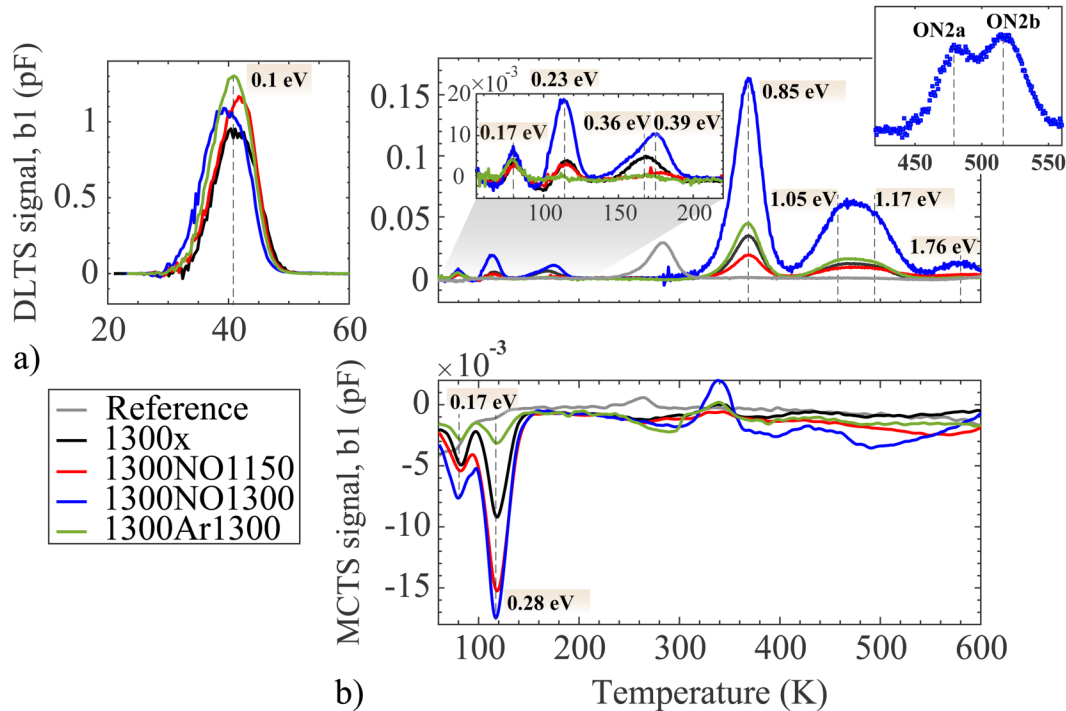 ON2a ON2b
420 480 520 560
DLTS signal, b1 (pF)
0.1 eV
1
0.5
0
20 40 60
a)
0.15
0.1
0.05
0
20 ×10⁻³
10
0
100 150 200
0.17 eV
0.23 eV
0.36 eV 0.39 eV
0.85 eV
1.05 eV 1.17 eV
1.76 eV
Reference
1300x
1300NO1150
1300NO1300
1300Ar1300
MCTS signal, b1 (pF)
×10⁻³
0
-5
-10
-15
0.17 eV
0.28 eV
100 200 300 400 500 600
b) Temperature (K)